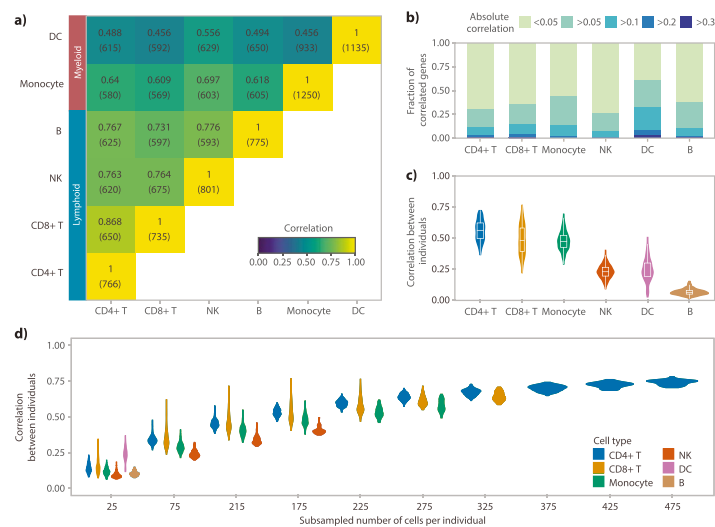 a)
Myeloid
Lymphoid
DC
0.488 0.456 0.556 0.494 0.456 1
(615) (592) (629) (650) (933) (1135)
Monocyte
0.64 0.609 0.697 0.618 1
(580) (569) (603) (605) (1250)
B
0.767 0.731 0.776 1
(625) (597) (593) (775)
NK
0.763 0.764 1
(620) (675) (801)
CD8+ T
0.868 1
(650) (735)
CD4+ T
1
(766)
Correlation
0.00 0.25 0.50 0.75 1.00
CD4+ T CD8+ T NK B Monocyte DC
b)
Absolute
correlation
<0.05 >0.05 >0.1 >0.2 >0.3
Fraction of
correlated genes
1.00
0.75
0.50
0.25
0.00
CD4+ T CD8+ T Monocyte NK DC B
c)
Correlation between
individuals
1.00
0.75
0.50
0.25
0.00
CD4+ T CD8+ T Monocyte NK DC B
d)
Correlation
between individuals
1.00
0.75
0.50
0.25
0.00
Cell type
CD4+ T
CD8+ T
Monocyte
NK
DC
B
25 75 215 175 225 275 325 375 425 475
Subsampled number of cells per individual